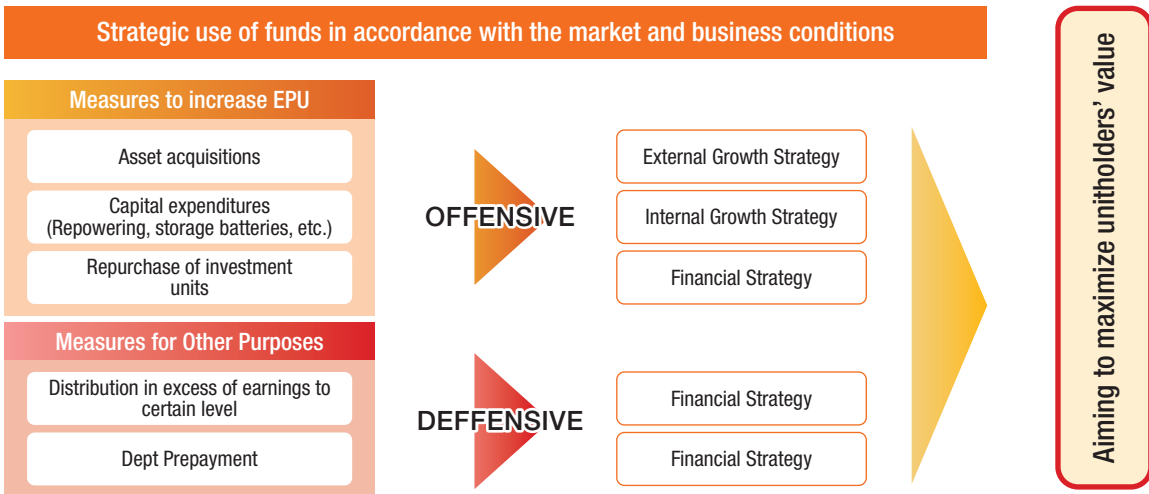 Strategic use of funds in accordance with the market and business conditions
Measures to increase EPU
Asset acquisitions
Capital expenditures
(Repowering, storage batteries, etc.)
Repurchase of investment
units
OFFENSIVE
External Growth Strategy
Internal Growth Strategy
Financial Strategy
Measures for Other Purposes
Distribution in excess of earnings to
certain level
Dept Prepayment
DEFFENSIVE
Financial Strategy
Financial Strategy
Aiming to maximize unitholders’ value